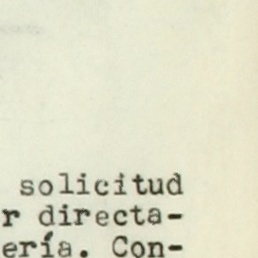 solicitud
r directa-
ería. Con-